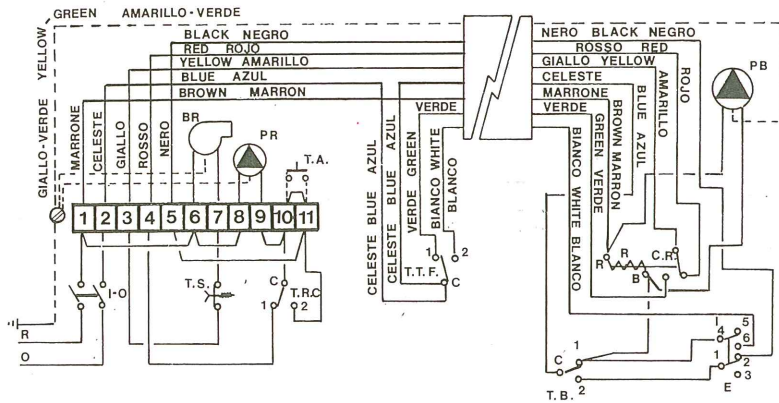 GREEN AMARILLO-VERDE
BLACK NEGRO
RED ROJO
YELLOW AMARILLO
BLUE AZUL
BROWN MARRON
NERO BLACK NEGRO
ROSSO RED
GIALLO YELLOW
CELESTE
MARRONE
VERDE
VERDE
GIALLO-VERDE YELLOW
MARRONE
CELESTE
GIALLO
ROSSO
NERO
BR
PR
T.A.
PB
CELESTE BLUE AZUL
CELESTE BLUE AZUL
VERDE GREEN
BIANCO WHITE
BLANCO
BIANCO WHITE BLANCO
GREEN VERDE
BROWN MARRON
BLUE AZUL
AMARILLO
ROJO
1 2 3 4 5 6 7 8 9 10 11
1 2
T.T.F.
C
R R C.R.
B
I-O
T.S.
C
1 2
T.R.C
R
O
C 1
2
T.B.
4 5
6
1 2
3
E